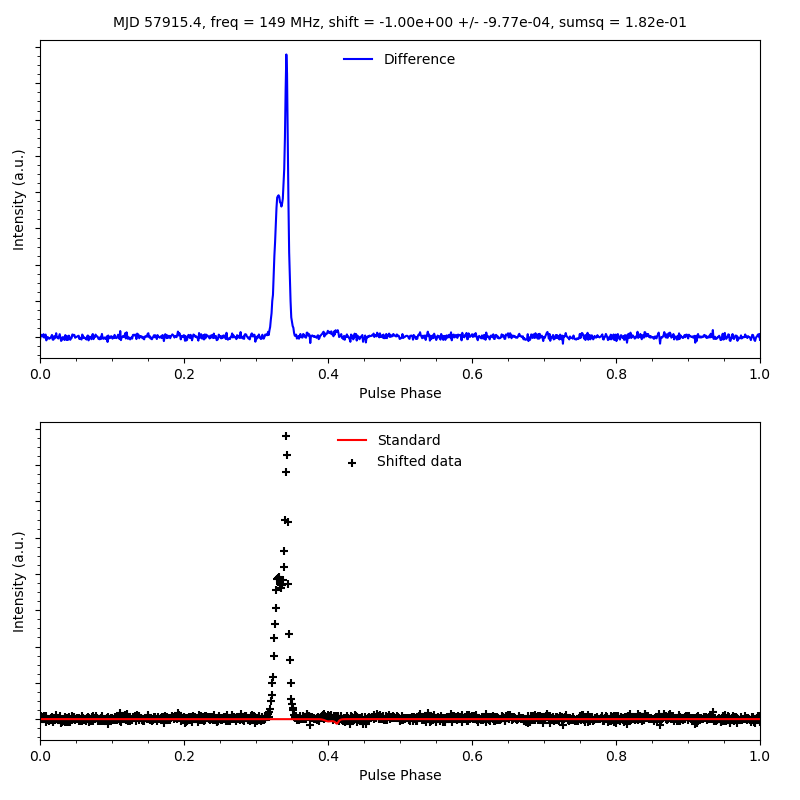 MJD 57915.4, freq = 149 MHz, shift = -1.00e+00 +/- -9.77e-04, sumsq = 1.82e-01
Difference
Intensity (a.u.)
0.0 0.2 0.4 0.6 0.8 1.0
Pulse Phase
Standard
Shifted data
Intensity (a.u.)
0.0 0.2 0.4 0.6 0.8 1.0
Pulse Phase